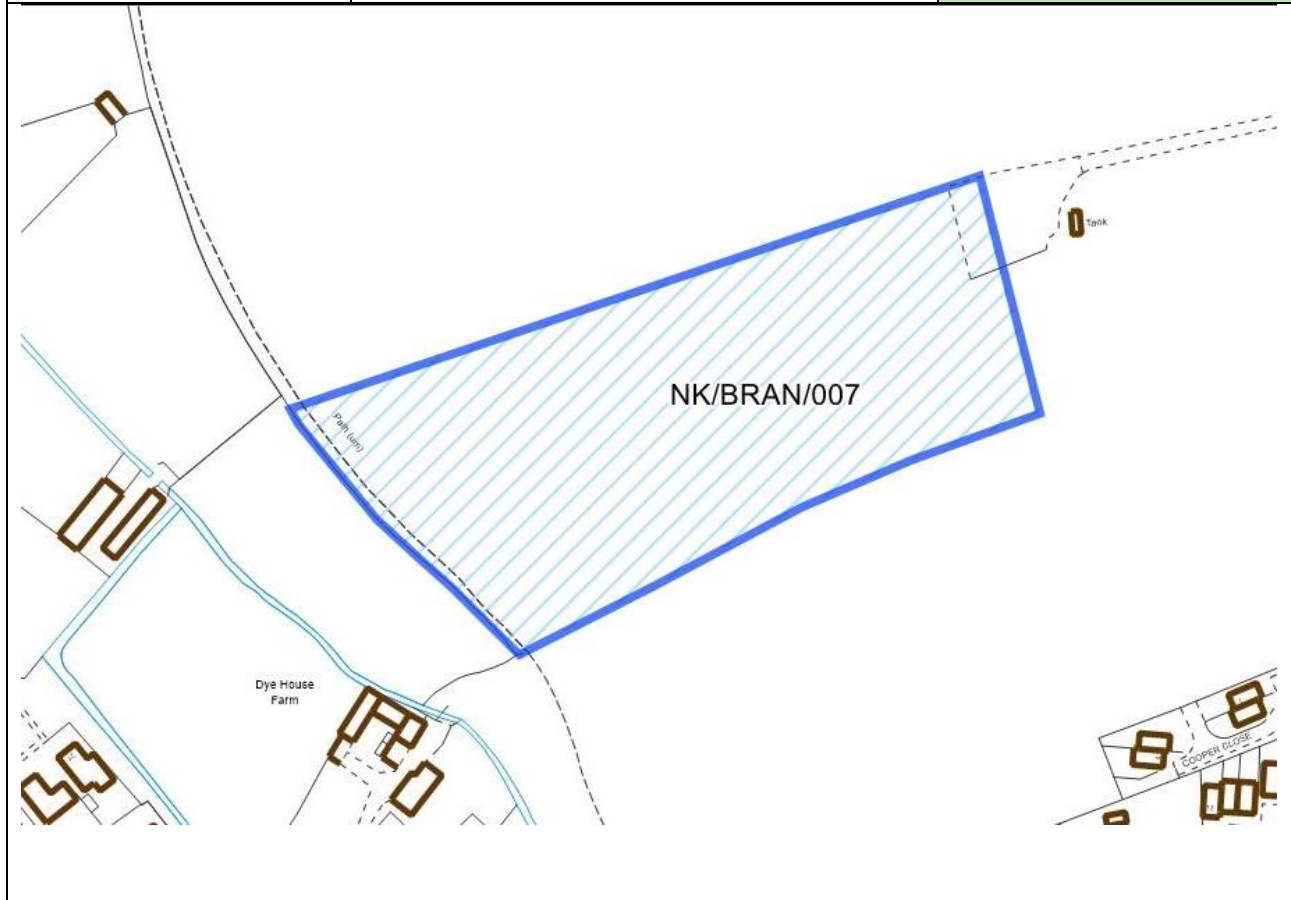 Tank
NK/BRAN/007
Path (um)
Dye House
Farm
COOPER CLOSE